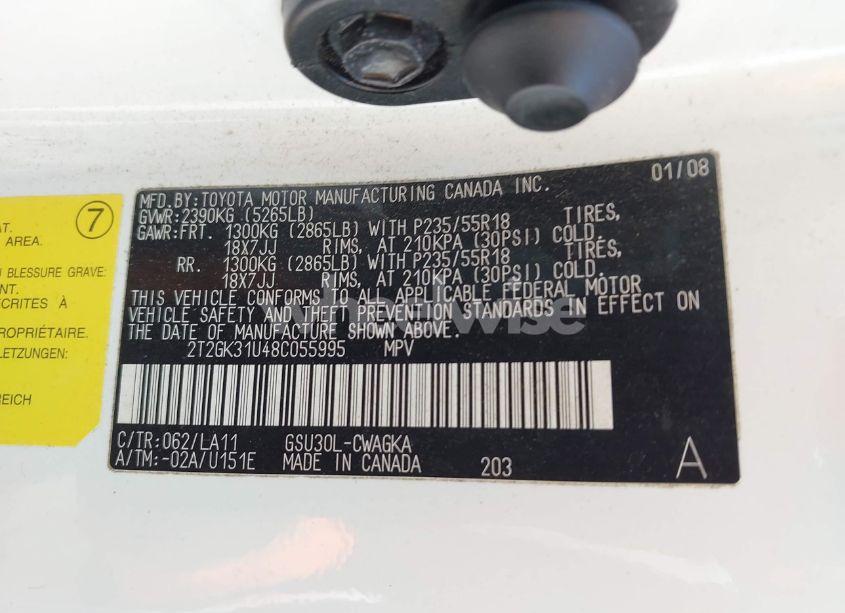 AT.
AREA.
U BLESSURE GRAVE:
ENT.
CRITES À
PROPRIÉTAIRE.
LETZUNGEN:
REICH
7
MFD.BY:TOYOTA MOTOR MANUFACTURING CANADA INC. 01/08
GVWR:2390KG (5265LB)
GAWR:FRT. 1300KG (2865LB) WITH P235/55R18 TIRES,
18X7JJ RIMS, AT 210KPA (30PSI) COLD.
RR. 1300KG (2865LB) WITH P235/55R18 TIRES,
18X7JJ RIMS, AT 210KPA (30PSI) COLD.
THIS VEHICLE CONFORMS TO ALL APPLICABLE FEDERAL MOTOR
VEHICLE SAFETY AND THEFT PREVENTION STANDARDS IN EFFECT ON
THE DATE OF MANUFACTURE SHOWN ABOVE.
2T2GK31U48C055995 MPV
C/TR:062/LA11 GSU30L-CWAGKA
A/TM:-02A/U151E MADE IN CANADA 203 A